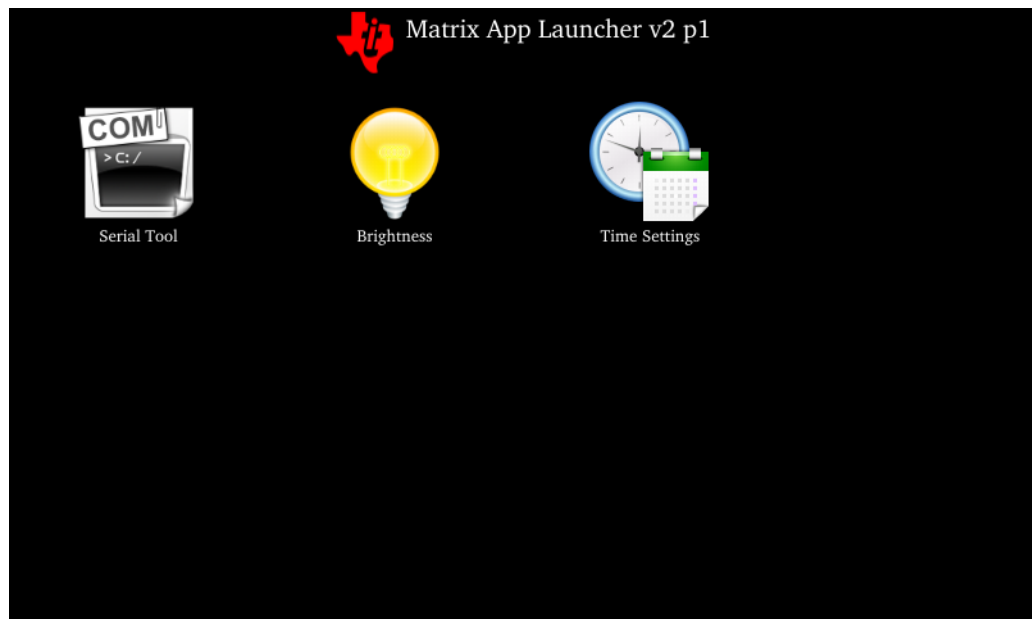 Matrix App Launcher v2 p1
COM
> C: /
Serial Tool
Brightness
Time Settings